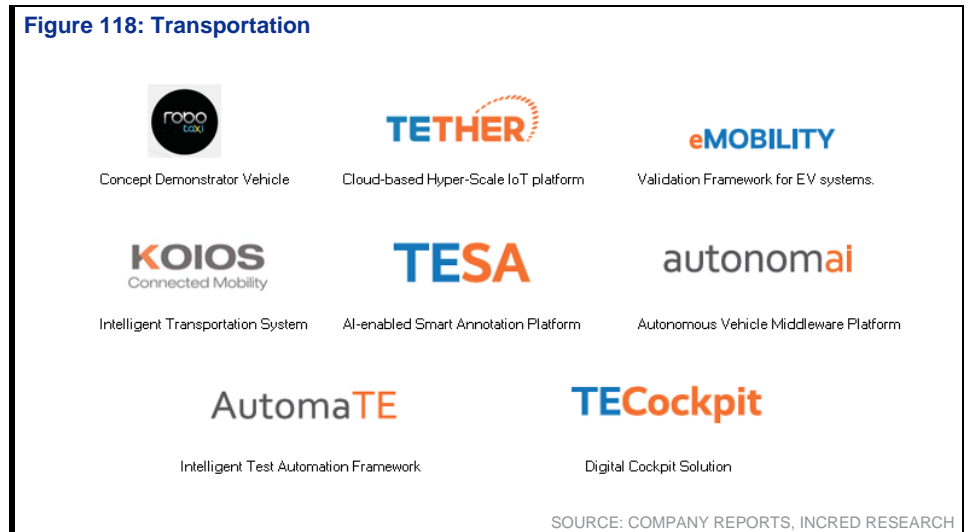 Figure 118: Transportation
robo
taxi
TETHER
eMOBILITY
Concept Demonstrator Vehicle
Cloud-based Hyper-Scale IoT platform
Validation Framework for EV systems.
KOIOS
Connected Mobility
TESA
autonomai
Intelligent Transportation System
AI-enabled Smart Annotation Platform
Autonomous Vehicle Middleware Platform
AutomaTE
TECockpit
Intelligent Test Automation Framework
Digital Cockpit Solution
SOURCE: COMPANY REPORTS, INCRED RESEARCH